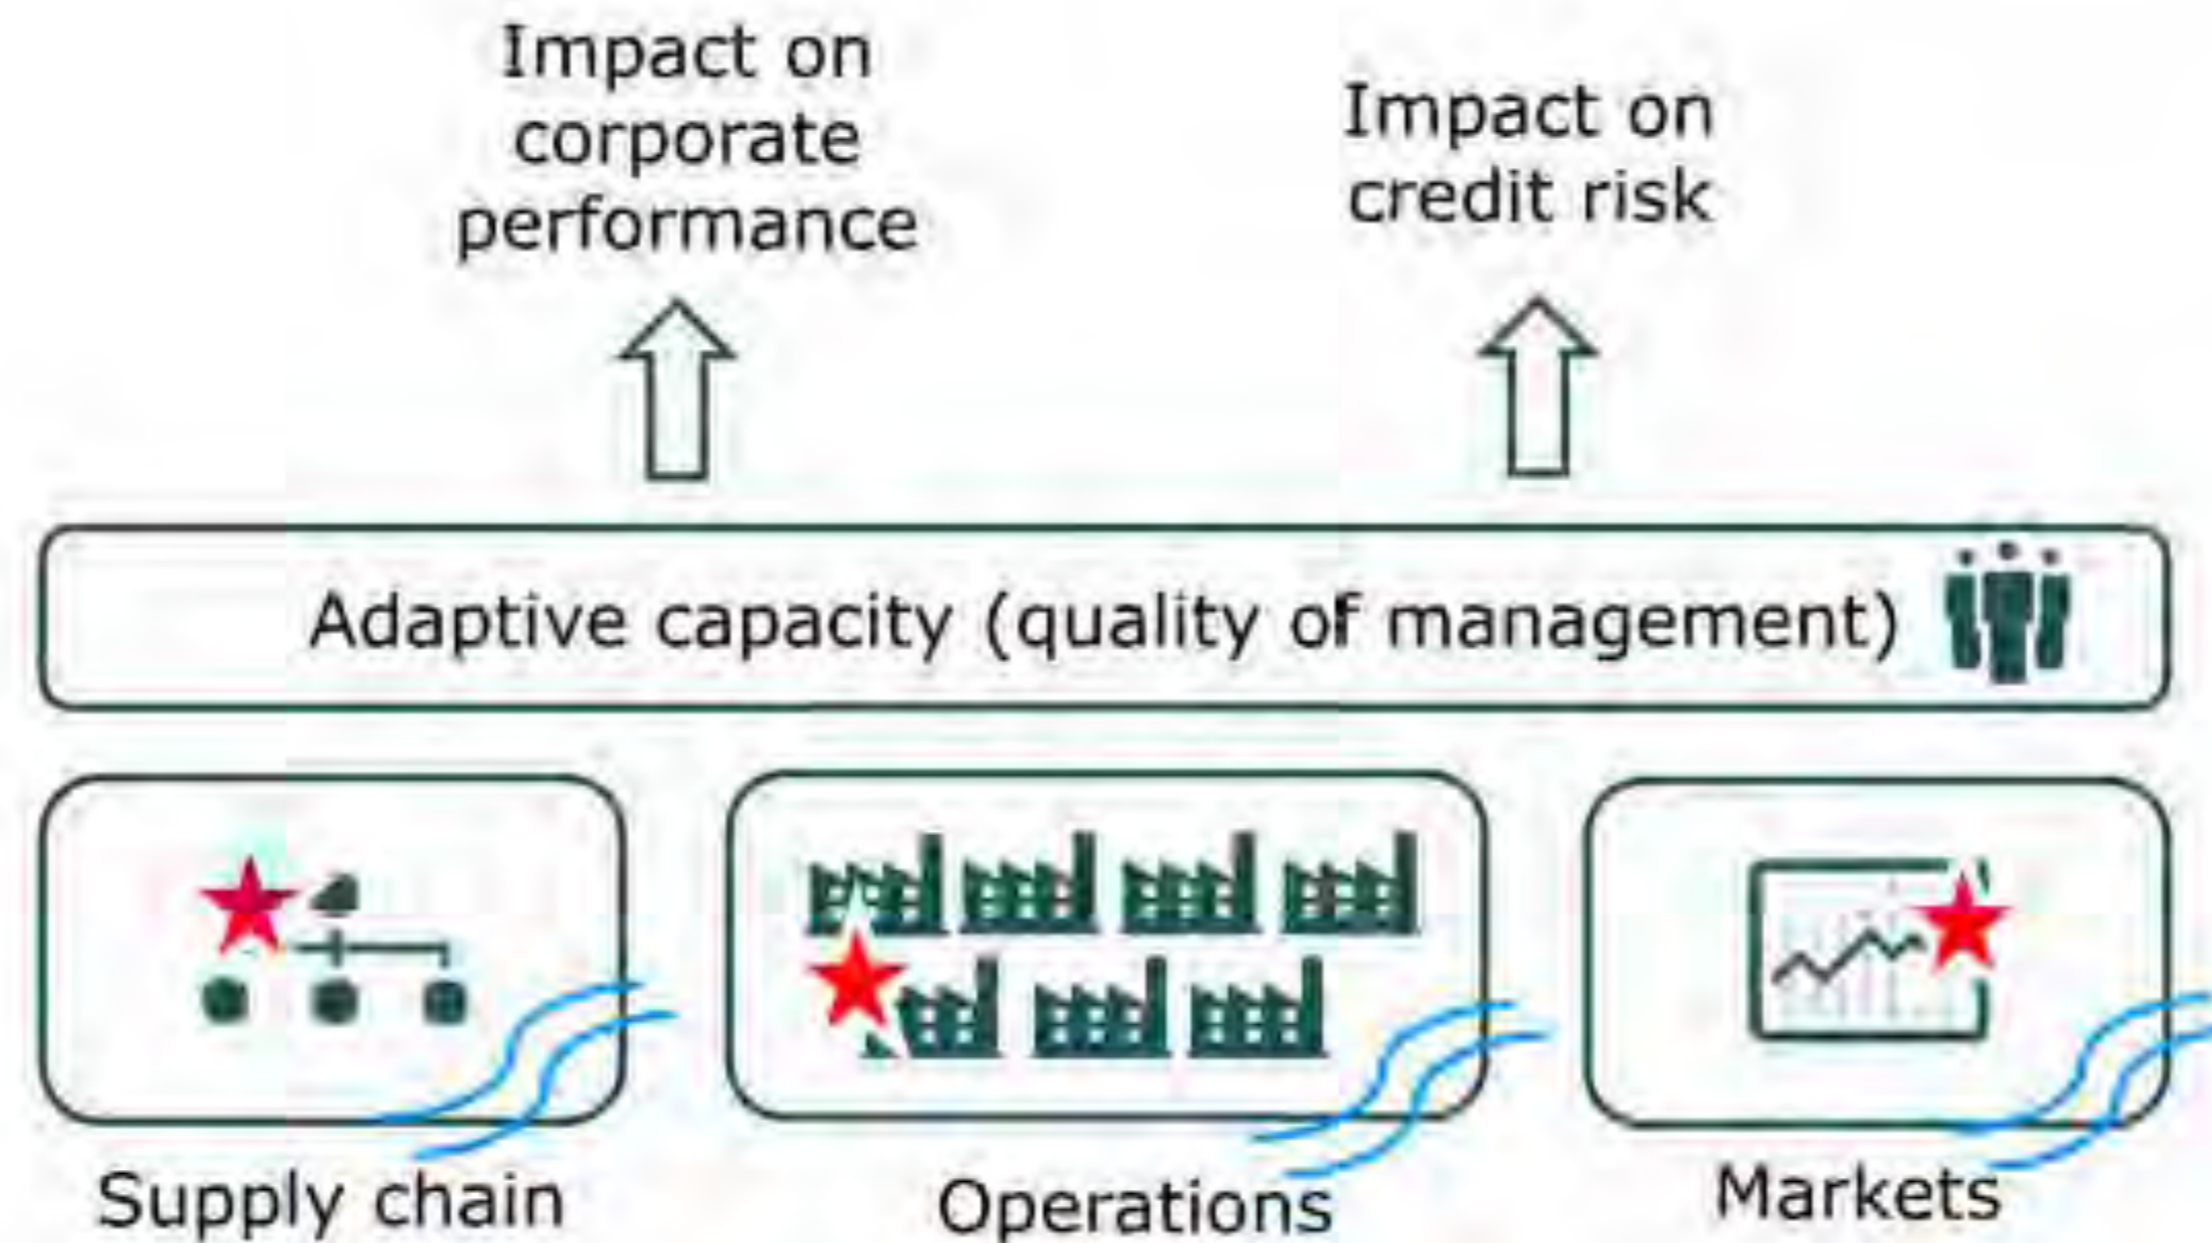 Impact on
corporate
performance
Impact on
credit risk
Adaptive capacity (quality of management)
Supply chain
Operations
Markets